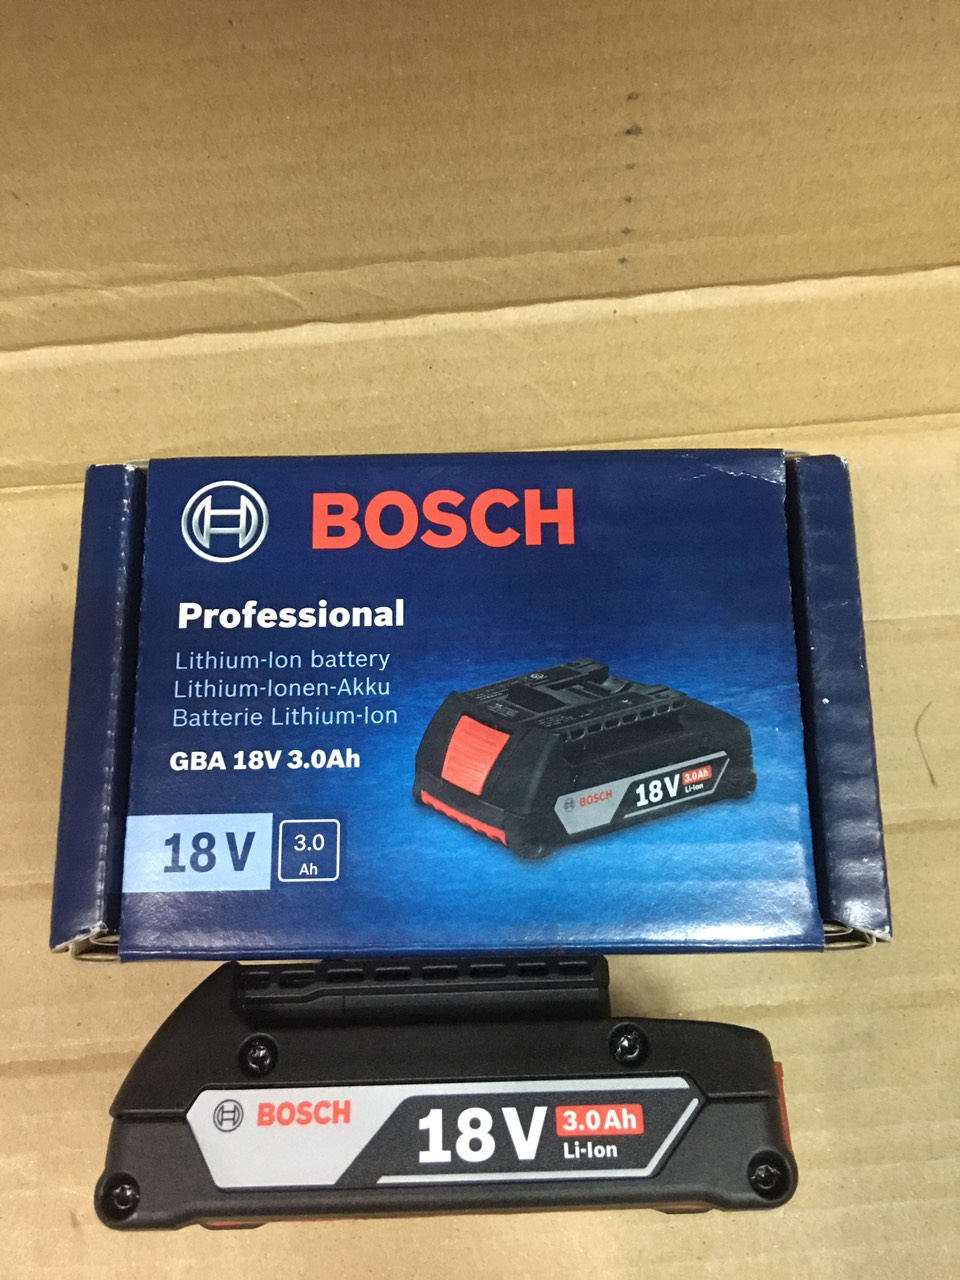 BOSCH
Professional
Lithium-Ion battery
Lithium-Ionen-Akku
Batterie Lithium-Ion
GBA 18V 3.0Ah
18 V
3.0
Ah
BOSCH
18V
3.0Ah
Li-Ion
BOSCH
18V
3.0Ah
Li-Ion